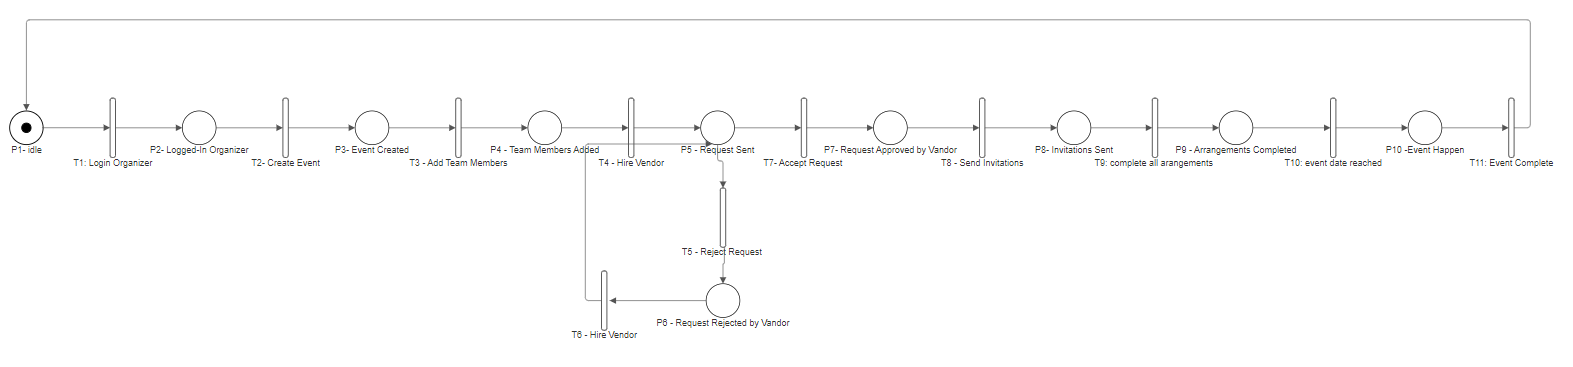 P1- idle
T1: Login Organizer
P2- Logged-In Organizer
T2- Create Event
P3- Event Created
T3 - Add Team Members
P4 - Team Members Added
T4 - Hire Vendor
P5 - Request Sent
T7- Accept Request
P7- Request Approved by Vandor
T8 - Send Invitations
P8- Invitations Sent
T9: complete all arangements
P9 - Arrangements Completed
T10: event date reached
P10 -Event Happen
T11: Event Complete
T5 - Reject Request
P6 - Request Rejected by Vandor
T6 - Hire Vendor